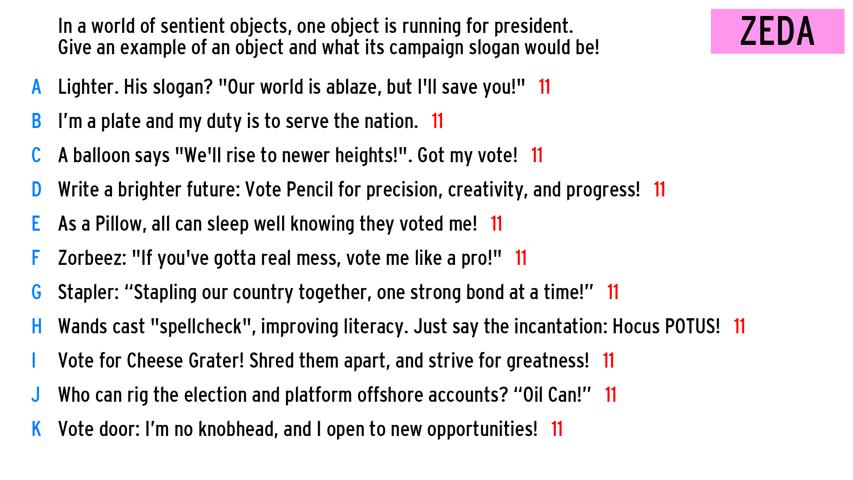 In a world of sentient objects, one object is running for president.
Give an example of an object and what its campaign slogan would be!
ZEDA
A Lighter. His slogan? "Our world is ablaze, but I'll save you!" 11
B I'm a plate and my duty is to serve the nation. 11
C A balloon says "We'll rise to newer heights!". Got my vote! 11
D Write a brighter future: Vote Pencil for precision, creativity, and progress! 11
E As a Pillow, all can sleep well knowing they voted me! 11
F Zorbeez: "If you've gotta real mess, vote me like a pro!" 11
G Stapler: “Stapling our country together, one strong bond at a time!” 11
H Wands cast "spellcheck", improving literacy. Just say the incantation: Hocus POTUS! 11
I Vote for Cheese Grater! Shred them apart, and strive for greatness! 11
J Who can rig the election and platform offshore accounts? “Oil Can!” 11
K Vote door: I'm no knobhead, and I open to new opportunities! 11